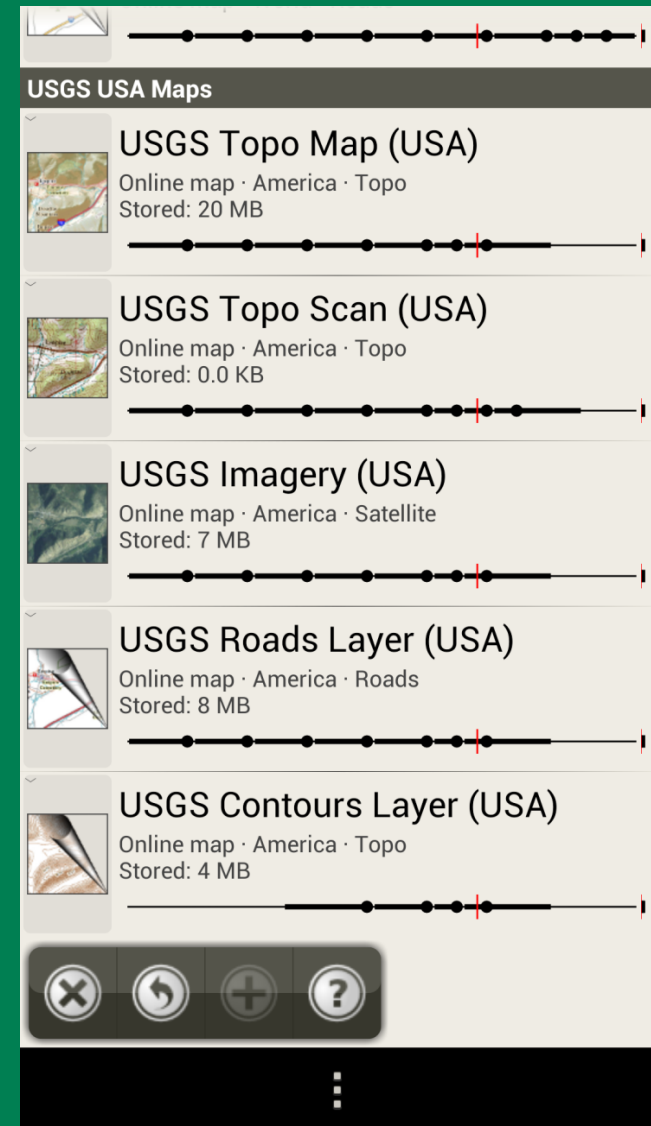 USGS USA Maps
USGS Topo Map (USA)
Online map · America · Topo
Stored: 20 MB
USGS Topo Scan (USA)
Online map · America · Topo
Stored: 0.0 KB
USGS Imagery (USA)
Online map · America · Satellite
Stored: 7 MB
USGS Roads Layer (USA)
Online map · America · Roads
Stored: 8 MB
USGS Contours Layer (USA)
Online map · America · Topo
Stored: 4 MB
?